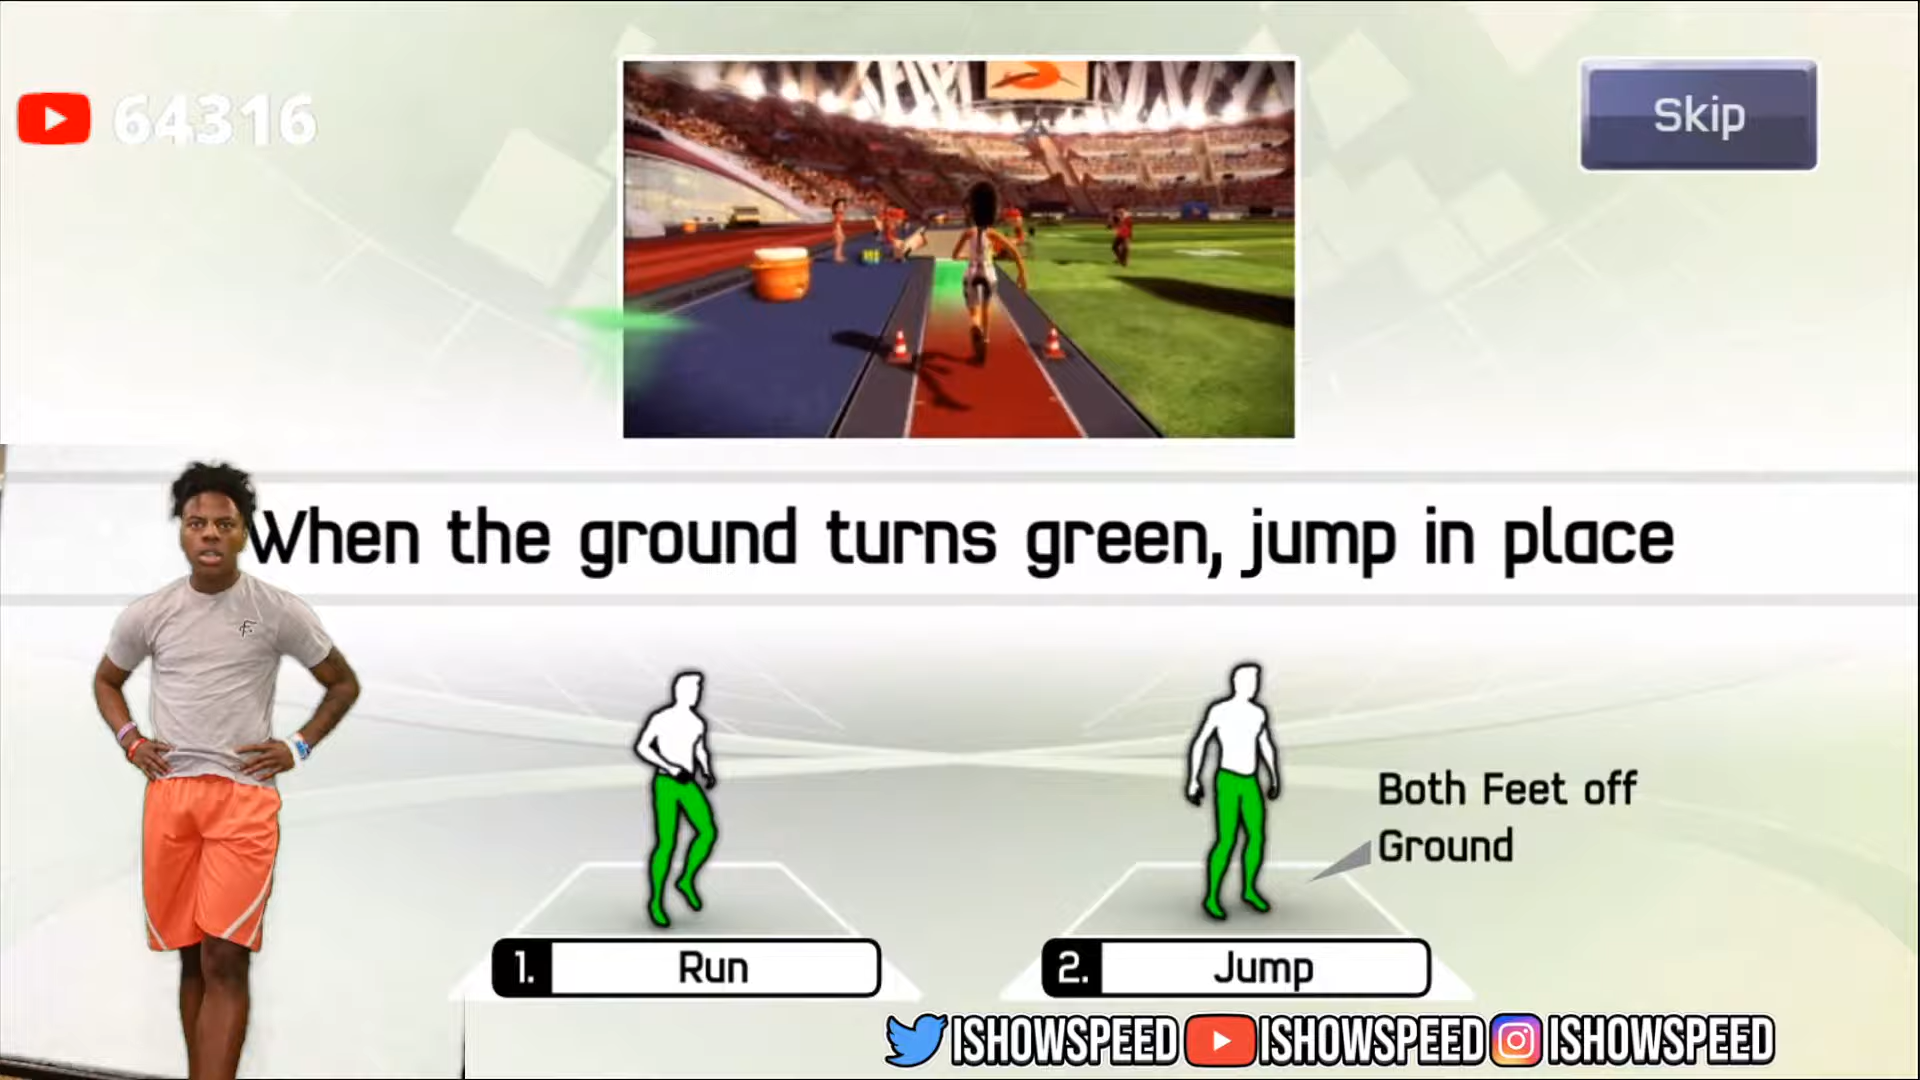 64316
Skip
When the ground turns green, jump in place
Both Feet off
Ground
1. Run
2. Jump
ISHOWSPEED ISHOWSPEED ISHOWSPEED